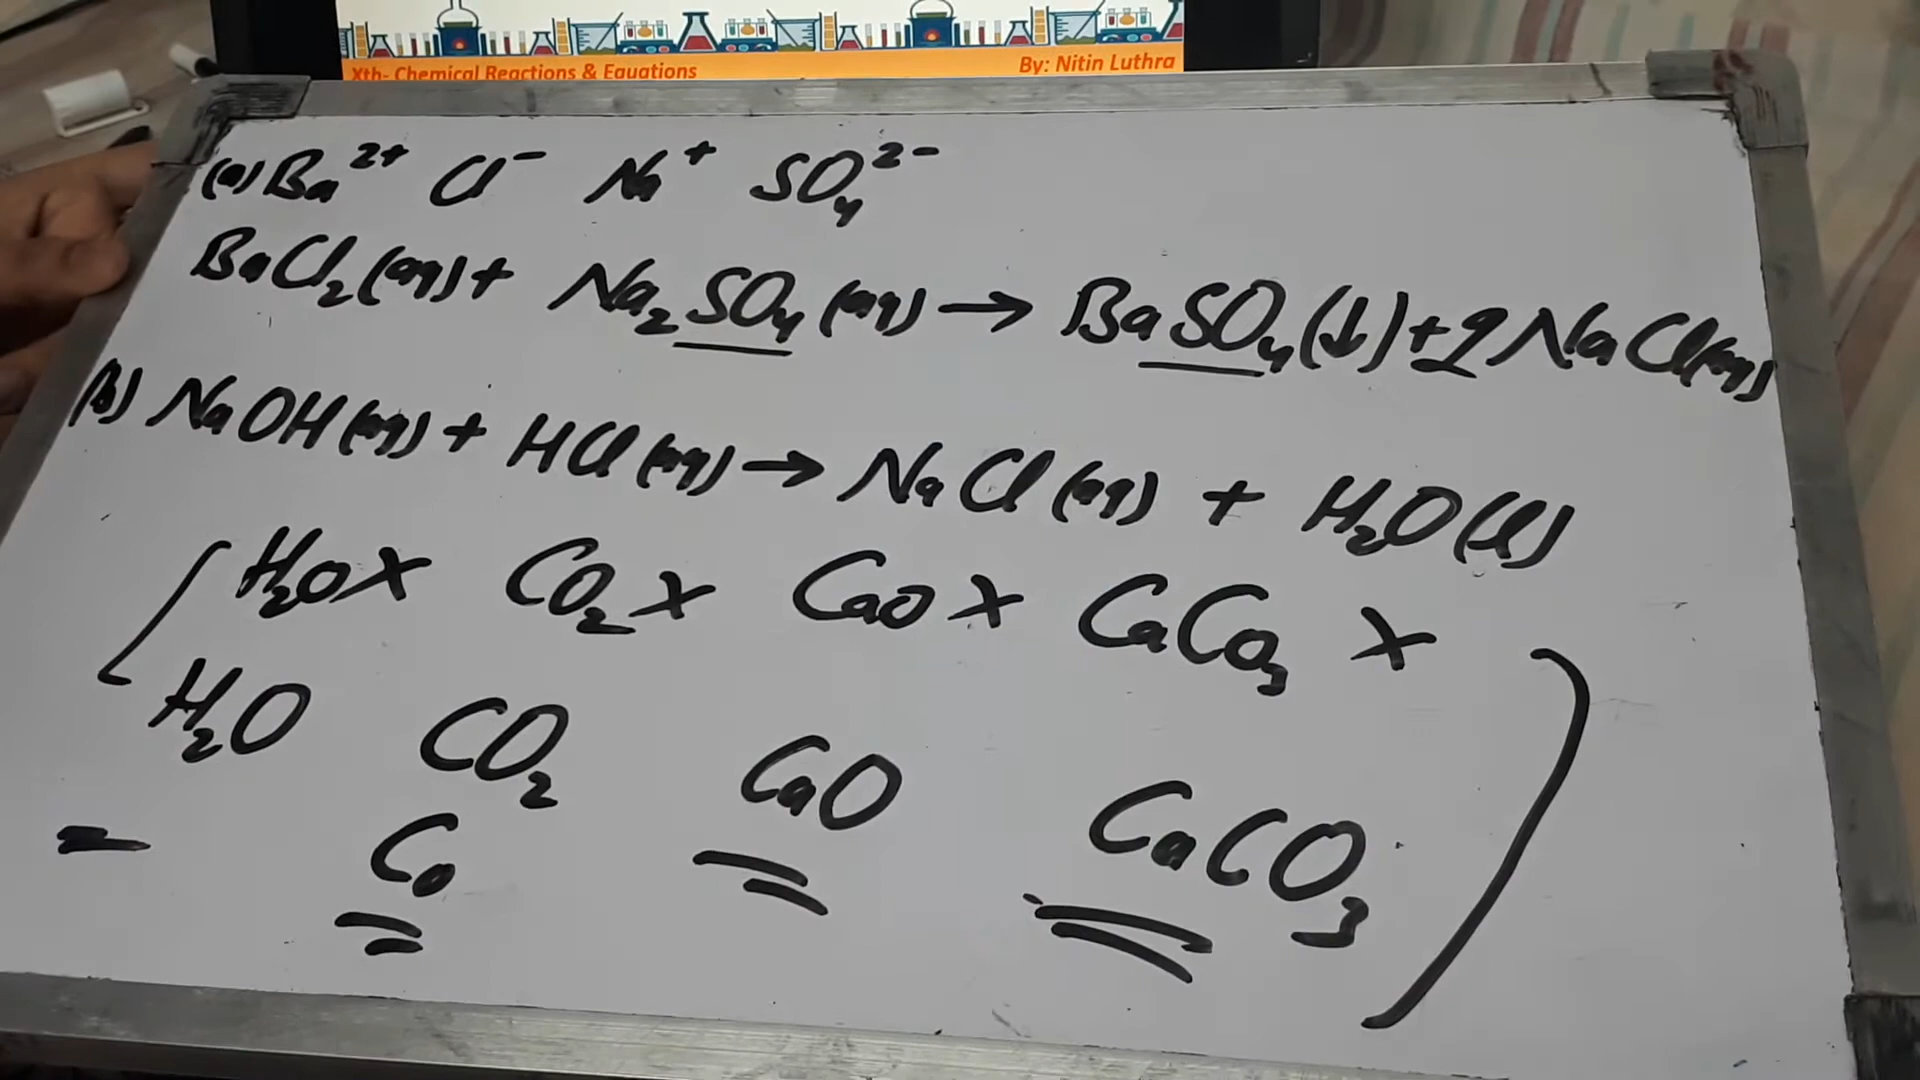 Xth- Chemical Reactions & Equations
By: Nitin Luthra
(a) Ba²⁺ Cl⁻ Na⁺ SO₄²⁻
BaCl₂(aq) + Na₂SO₄(aq) → BaSO₄(↓) + 2NaCl(aq)
(b) NaOH(aq) + HCl(aq) → NaCl(aq) + H₂O(l)
H₂o× CO₂× Cao× CaCo₃ ×
H₂O CO₂ CaO CaCO₃
Co